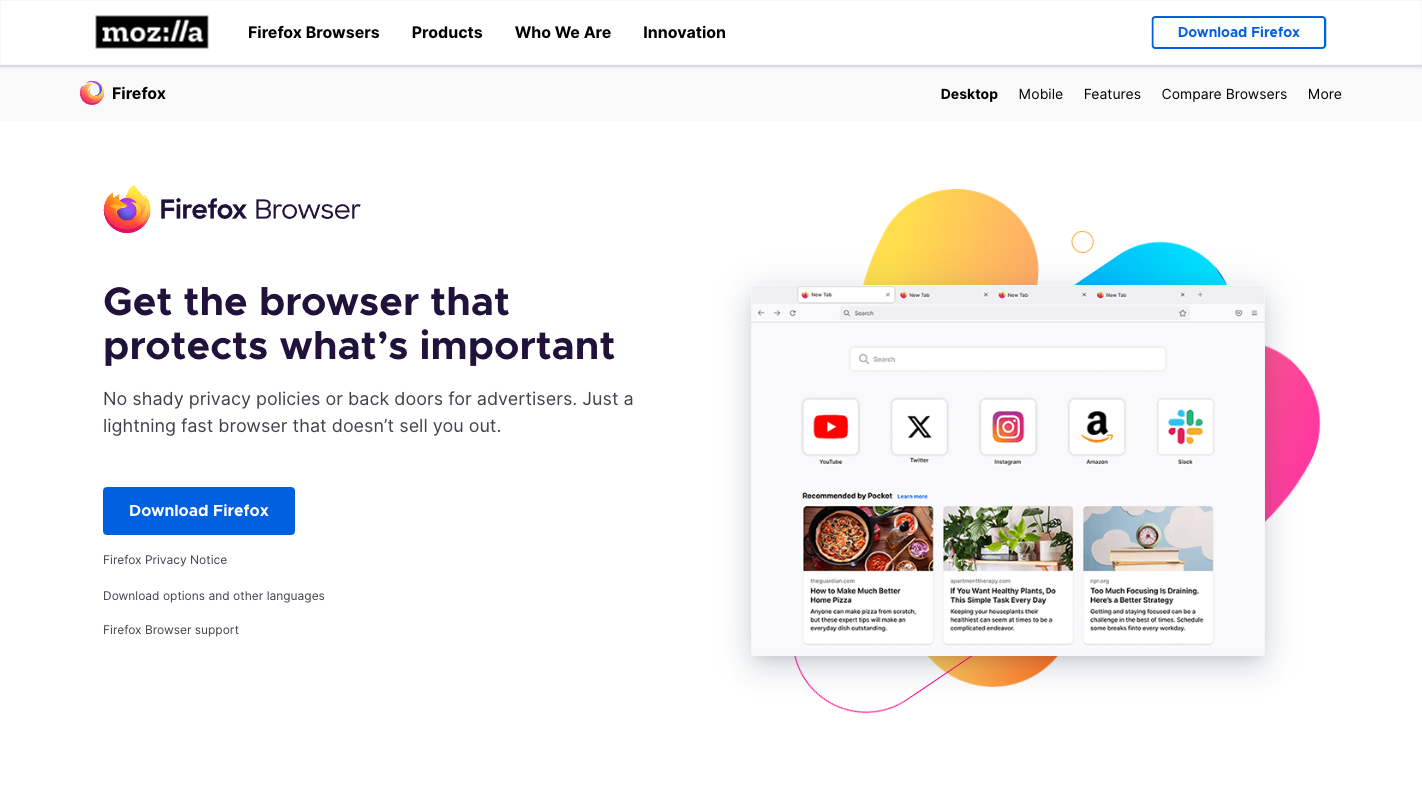 moz://a
Firefox Browsers
Products
Who We Are
Innovation
Download Firefox
Firefox
Desktop
Mobile
Features
Compare Browsers
More
Firefox Browser
Get the browser that
protects what’s important
No shady privacy policies or back doors for advertisers. Just a
lightning fast browser that doesn’t sell you out.
Download Firefox
Firefox Privacy Notice
Download options and other languages
Firefox Browser support
New Tab
New Tab
New Tab
New Tab
Search
Search
YouTube
Twitter
Instagram
Amazon
Slack
Recommended by Pocket
Learn more
theguardian.com
How to Make Much Better
Home Pizza
Anyone can make pizza from scratch,
but these expert tips will make an
everyday dish outstanding.
apartmenttherapy.com
If You Want Healthy Plants, Do
This Simple Task Every Day
Keeping your houseplants their
healthiest can seem at times to be a
complicated endeavor.
npr.org
Too Much Focusing Is Draining.
Here’s a Better Strategy
Getting and staying focused can be a
challenge in the best of times. Schedule
some breaks finto every workday.